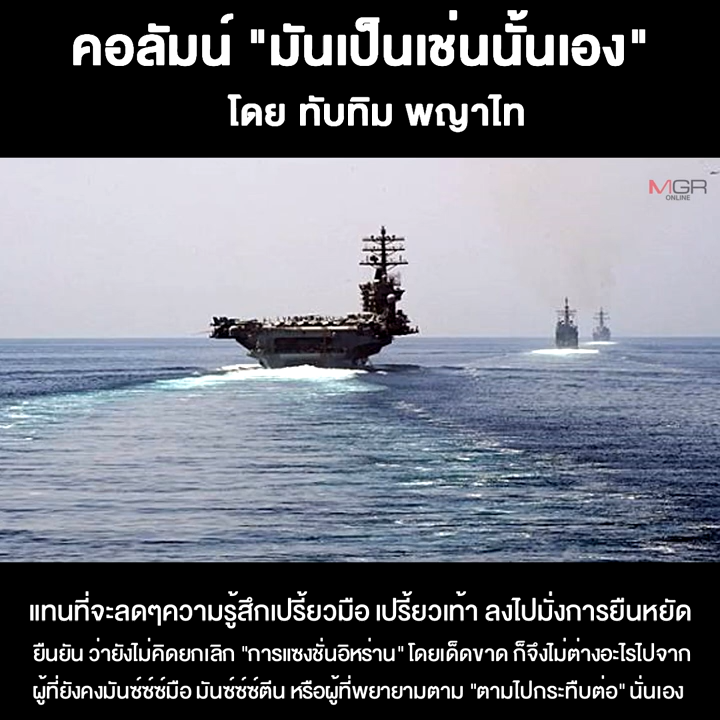 คอลัมน์ "มันเป็นเช่นนั้นเอง"
โดย ทับทิม พญาไท
MGR
ONLINE
แทนที่จะลดๆความรู้สึกเปรี้ยวมือ เปรี้ยวเท้า ลงไปมั่งการยืนหยัด
ยืนยัน ว่ายังไม่คิดยกเลิก "การแซงชั่นอิหร่าน" โดยเด็ดขาด ก็จึงไม่ต่างอะไรไปจาก
ผู้ที่ยังคงมันซ์ซ์ซ์มือ มันซ์ซ์ซ์ตีน หรือผู้ที่พยายามตาม "ตามไปกระทืบต่อ" นั่นเอง